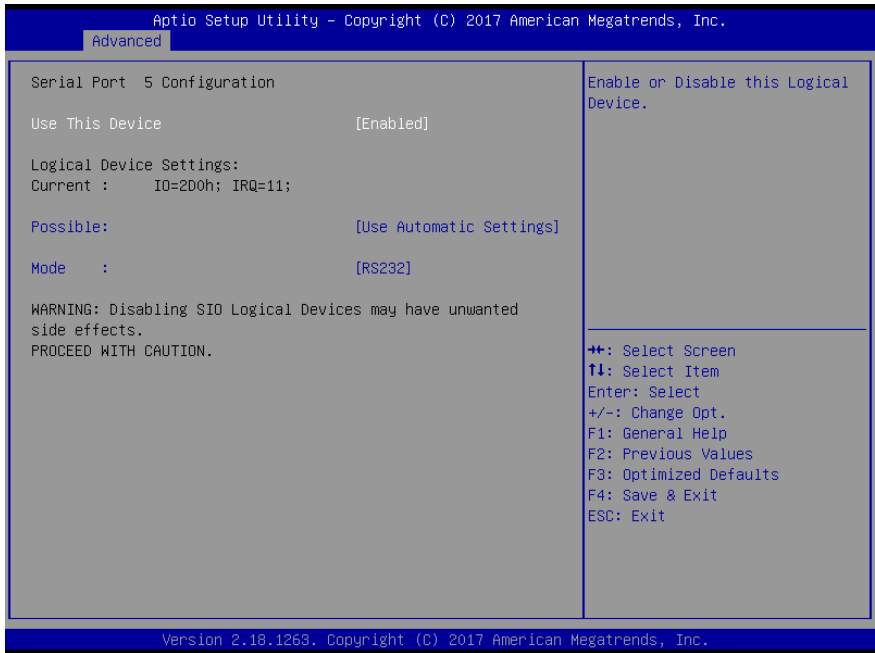 Aptio Setup Utility – Copyright (C) 2017 American Megatrends, Inc.
Advanced
Serial Port 5 Configuration
Use This Device [Enabled]
Logical Device Settings:
Current : IO=2D0h; IRQ=11;
Possible: [Use Automatic Settings]
Mode : [RS232]
WARNING: Disabling SIO Logical Devices may have unwanted
side effects.
PROCEED WITH CAUTION.
Enable or Disable this Logical
Device.
→←: Select Screen
↑↓: Select Item
Enter: Select
+/-: Change Opt.
F1: General Help
F2: Previous Values
F3: Optimized Defaults
F4: Save & Exit
ESC: Exit
Version 2.18.1263. Copyright (C) 2017 American Megatrends, Inc.